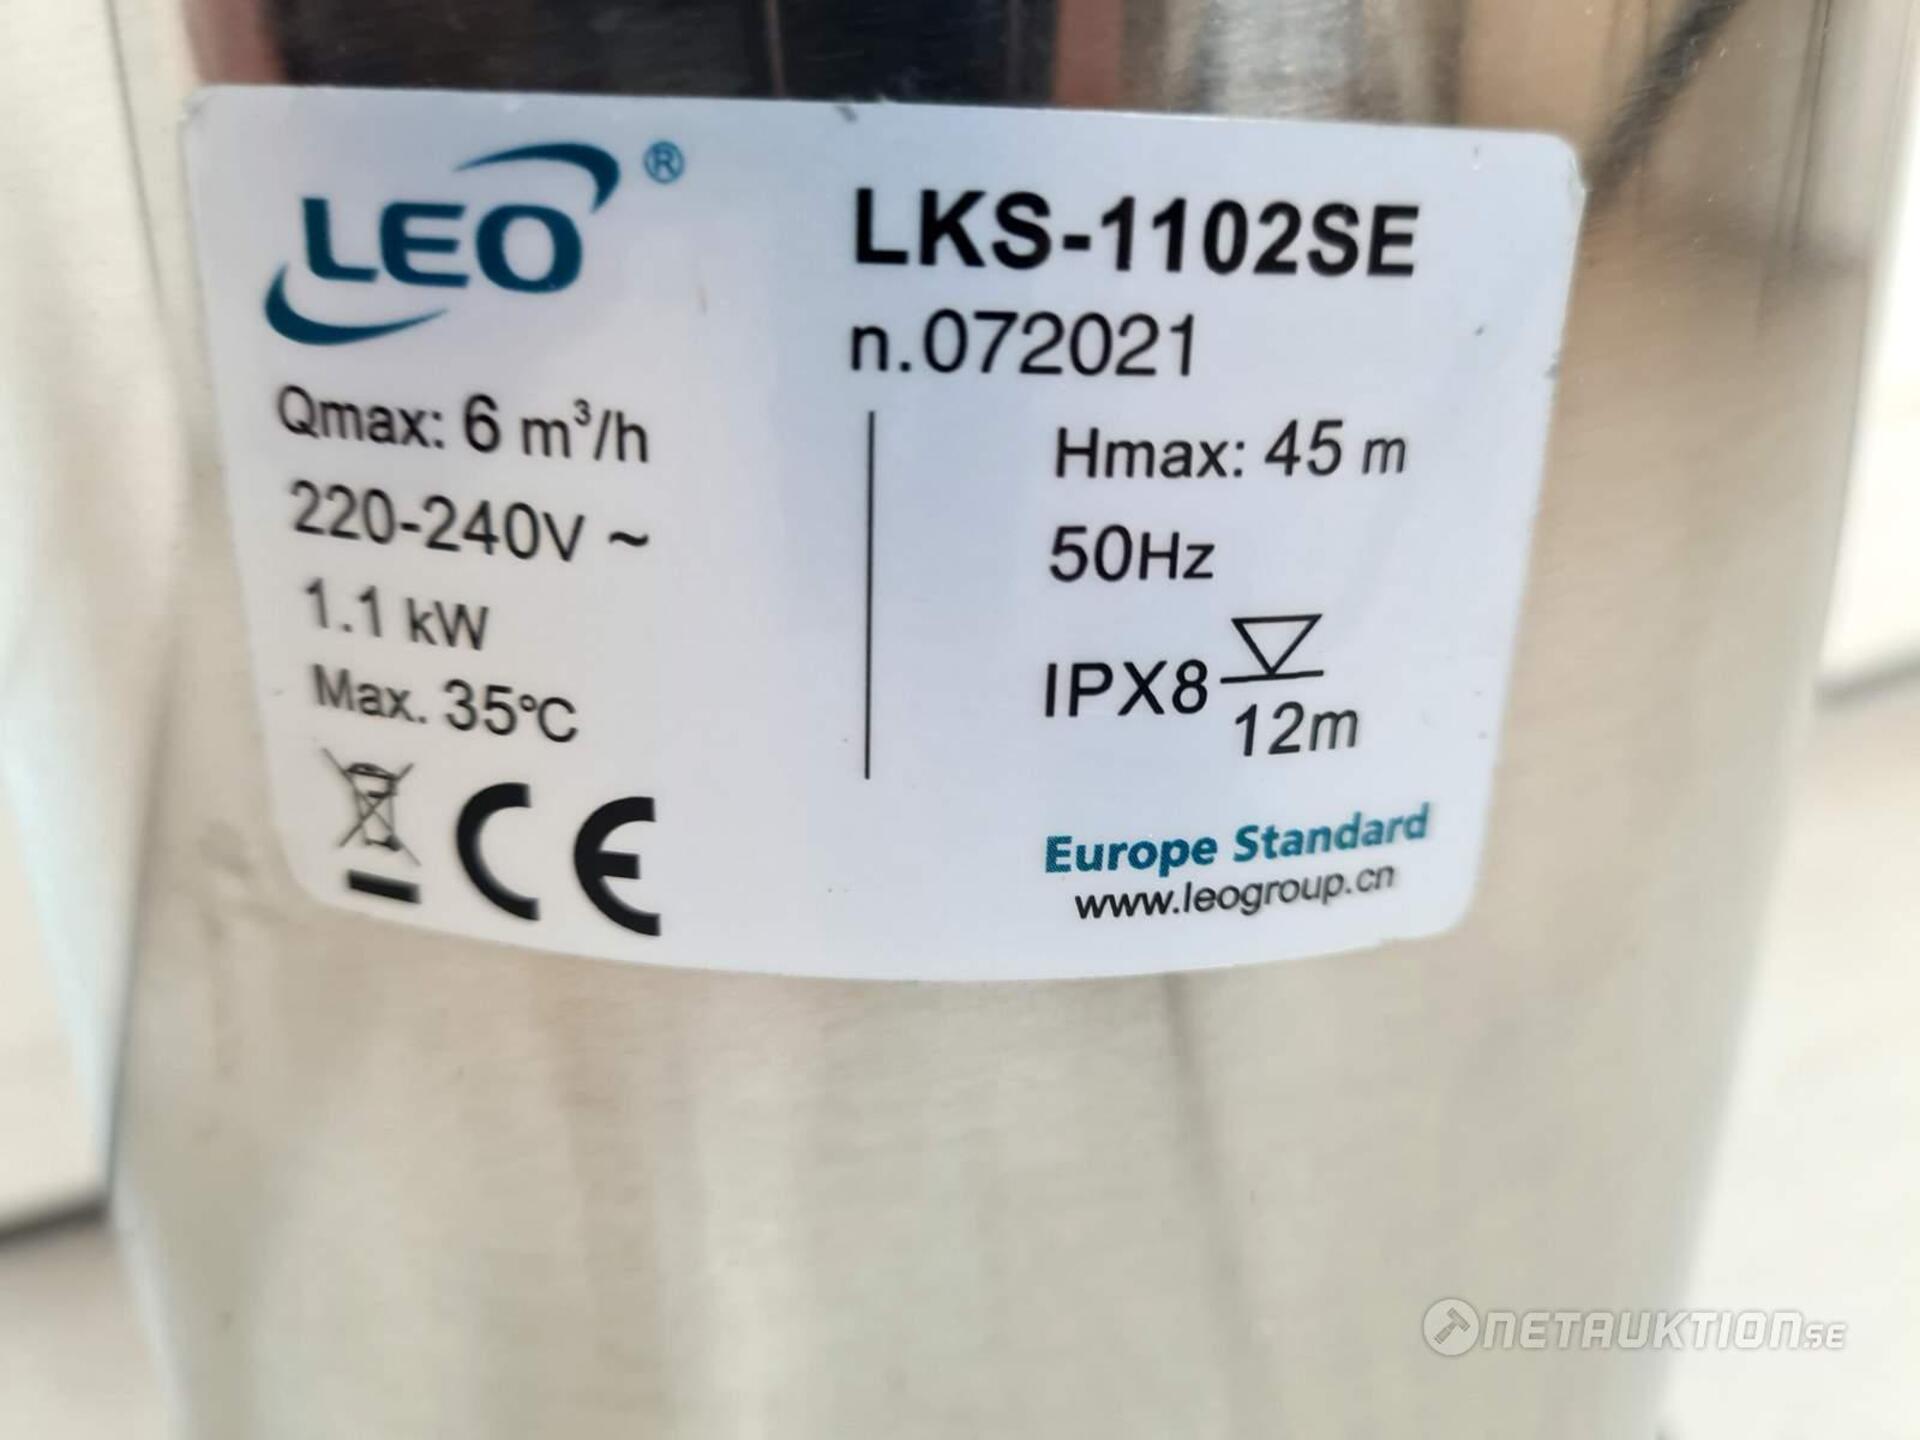 LEO ®
LKS-1102SE
n.072021
Qmax: 6 m³/h
220-240V ~
1.1 kW
Max. 35°C
Hmax: 45 m
50Hz
IPX8
12m
CE
Europe Standard
www.leogroup.cn
NETAUKTION.SE